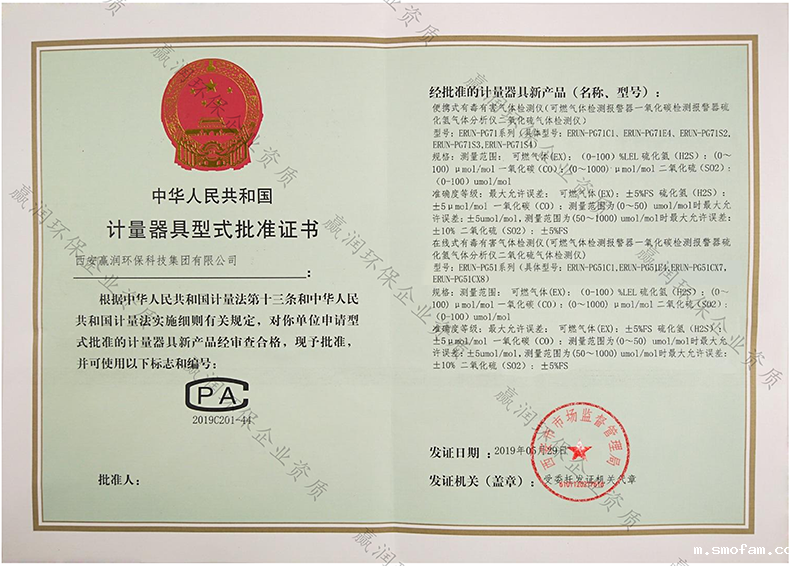 中华人民共和国
计量器具型式批准证书
西安赢润环保科技集团有限公司
：
根据中华人民共和国计量法第十三条和中华人民
共和国计量法实施细则有关规定，对你单位申请型
式批准的计量器具新产品经审查合格，现予批准，
并可使用以下标志和编号：
CPA
2019C201-44
批准人：
经批准的计量器具新产品（名称、型号）：
便携式有毒有害气体检测仪(可燃气体检测报警器一氧化碳检测报警器硫
化氢气体分析仪二氧化硫气体检测仪)
型号：ERUN-PG71系列（具体型号：ERUN-PG71C1、ERUN-PG71E4、ERUN-PG71S2、
ERUN-PG71S3、ERUN-PG71S4）
规格：测量范围： 可燃气体(EX)：（0-100）%LEL 硫化氢（H2S）：（0～
100）μmol/mol 一氧化碳（CO）：（0～1000）μmol/mol 二氧化硫（SO2）：
（0-100）umol/mol
准确度等级：最大允许误差： 可燃气体(EX)：±5%FS 硫化氢（H2S）：
±5μmol/mol 一氧化碳（CO）：测量范围为(0～50) umol/mol时最大允
许误差：±5umol/mol，测量范围为(50～1000) umol/mol时最大允许误差：
±10% 二氧化硫（SO2）：±5%FS
在线式有毒有害气体检测仪(可燃气体检测报警器一氧化碳检测报警器硫
化氢气体分析仪二氧化硫气体检测仪)
型号：ERUN-PG51系列（具体型号：ERUN-PG51C1、ERUN-PG51E4、ERUN-PG51CX7、
ERUN-PG51CX8）
规格：测量范围： 可燃气体(EX)：（0-100）%LEL 硫化氢（H2S）：（0～
100）μmol/mol 一氧化碳（CO）：（0～1000）μmol/mol 二氧化硫（SO2）：
（0-100）umol/mol
准确度等级：最大允许误差： 可燃气体(EX)：±5%FS 硫化氢（H2S）：
±5μmol/mol 一氧化碳（CO）：测量范围为(0～50) umol/mol时最大允许
误差：±5umol/mol，测量范围为(50～1000) umol/mol时最大允许误差：
±10% 二氧化硫（SO2）：±5%FS
发证日期： 2019年05月29日
发证机关（盖章）： 受委托发证机关代章
西安市市场监督管理局
赢润环保企业资质
m.smofam.co